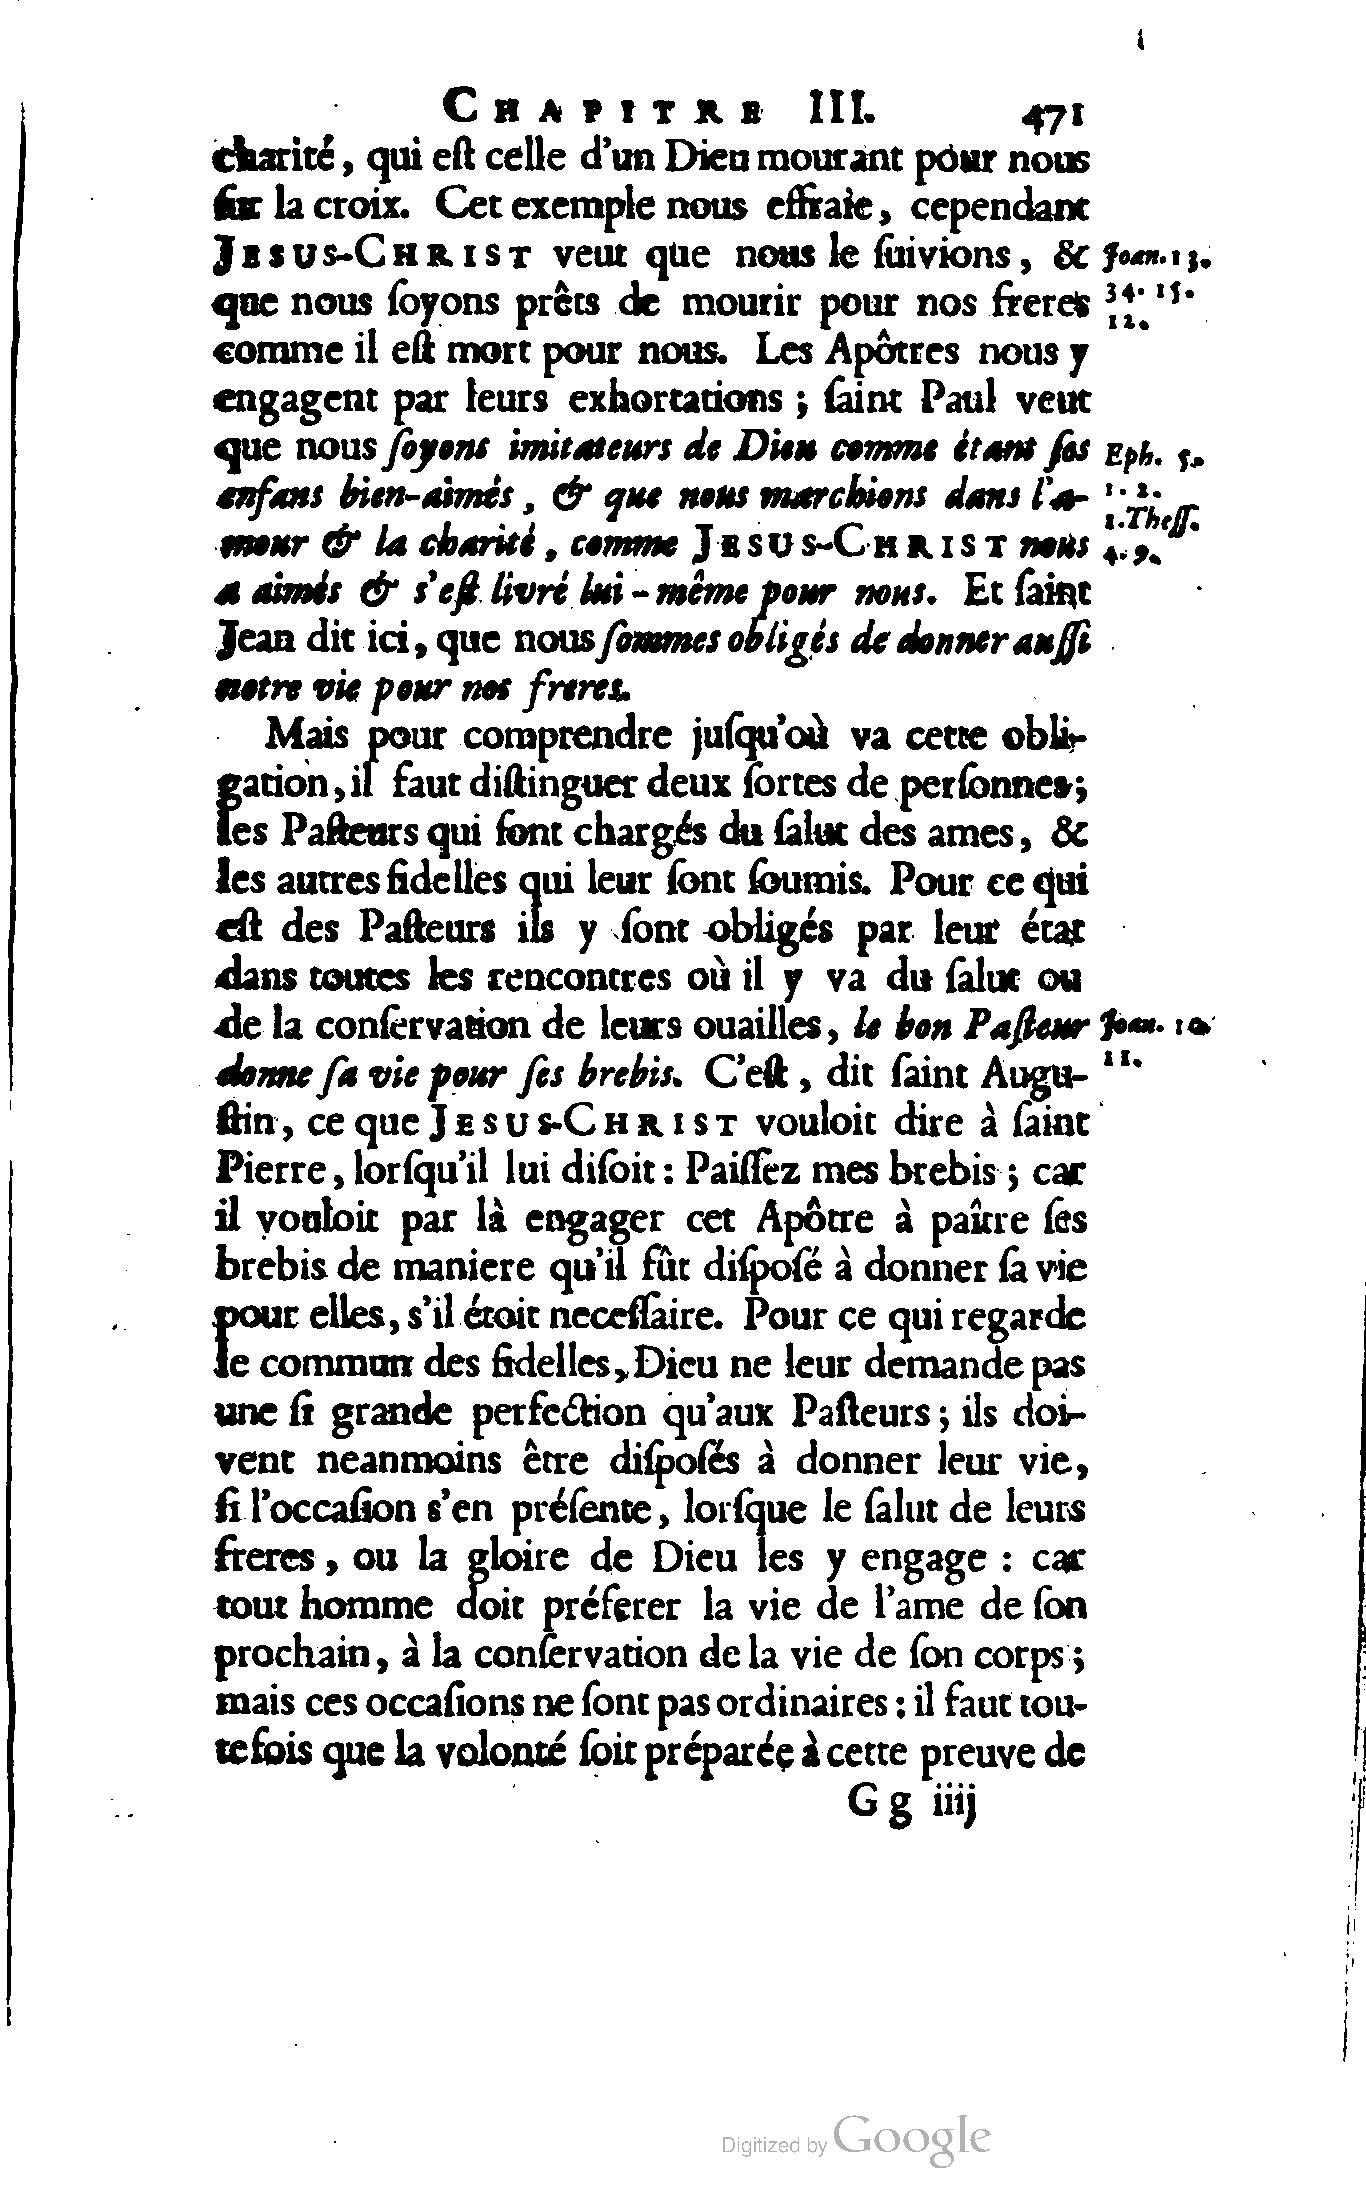 CHAPITRE III. 471
charité, qui eſt celle d'un Dieu mourant pour nous
ſur la croix. Cet exemple nous effraie, cependant
JESUS-CHRIST veut que nous le ſuivions, &
Joan. 13.
que nous ſoyons prêts de mourir pour nos freres
34. 15.
12.
comme il eſt mort pour nous. Les Apôtres nous y
engagent par leurs exhortations ; ſaint Paul veut
que nous ſoyons imitateurs de Dieu comme étant ſes
Eph. 5.
enfans bien-aimés, & que nous marchions dans l'a-
1. 2.
1. Theſſ.
mour & la charité, comme JESUS-CHRIST nous
4. 9.
a aimés & s'eſt livré lui-même pour nous. Et ſaint
Jean dit ici, que nous ſommes obligés de donner auſſi
notre vie pour nos freres.
Mais pour comprendre juſqu'où va cette obli-
gation, il faut diſtinguer deux ſortes de perſonnes;
les Paſteurs qui ſont chargés du ſalut des ames, &
les autres fidelles qui leur ſont ſoumis. Pour ce qui
eſt des Paſteurs ils y ſont obligés par leur état
dans toutes les rencontres où il y va du ſalut ou
de la conſervation de leurs ouailles, le bon Paſteur
Joan. 10.
donne ſa vie pour ſes brebis. C'eſt, dit ſaint Augu-
11.
ſtin, ce que JESUS-CHRIST vouloit dire à ſaint
Pierre, lorſqu'il lui diſoit : Paiſſez mes brebis ; car
il vouloit par là engager cet Apôtre à paître ſes
brebis de maniere qu'il fût diſpoſé à donner ſa vie
pour elles, s'il étoit neceſſaire. Pour ce qui regarde
le commun des fidelles, Dieu ne leur demande pas
une ſi grande perfection qu'aux Paſteurs ; ils doi-
vent neanmoins être diſpoſés à donner leur vie,
ſi l'occaſion s'en préſente, lorſque le ſalut de leurs
freres, ou la gloire de Dieu les y engage : car
tout homme doit préferer la vie de l'ame de ſon
prochain, à la conſervation de la vie de ſon corps ;
mais ces occaſions ne ſont pas ordinaires : il faut tou-
tefois que la volonté ſoit préparée à cette preuve de
Gg iiij
Digitized by Google